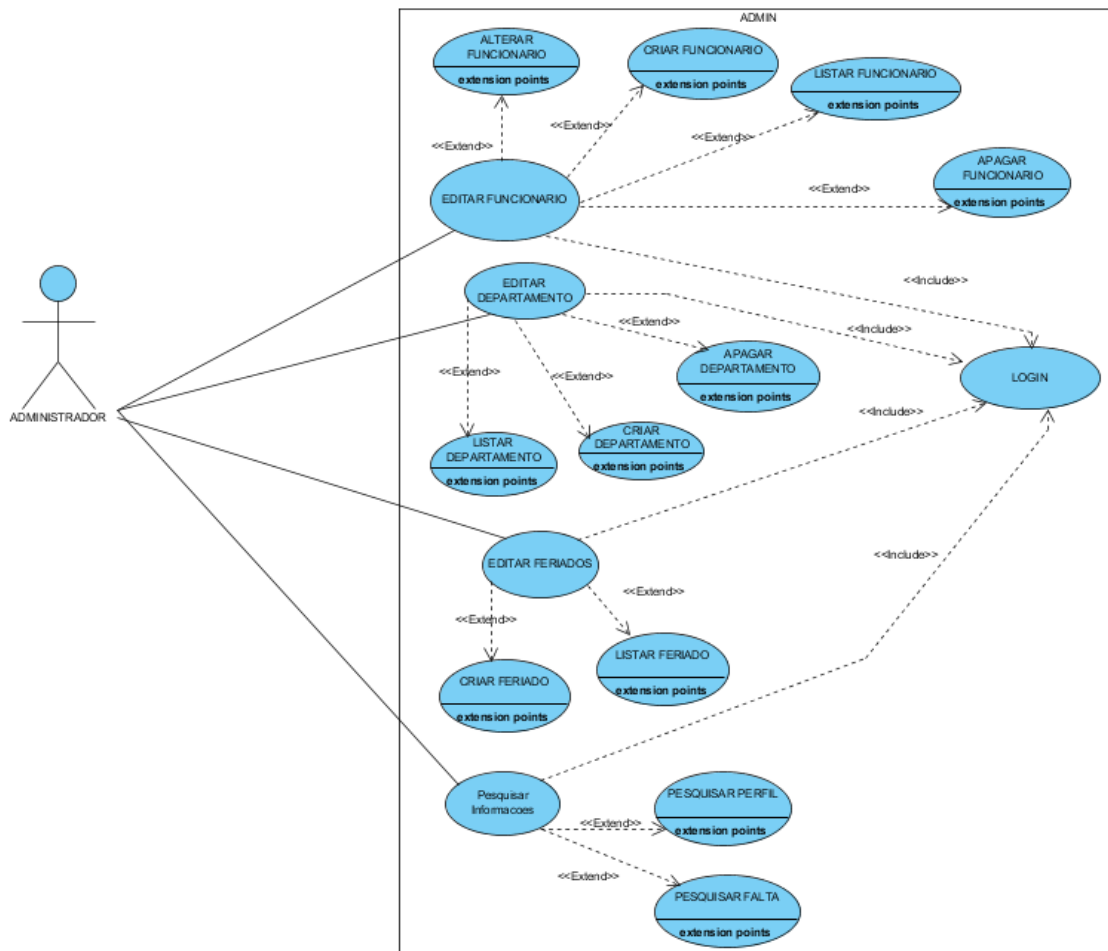 ADMIN
ALTERAR
FUNCIONARIO
extension points
CRIAR FUNCIONARIO
extension points
LISTAR FUNCIONARIO
extension points
<<Extend>>
<<Extend>>
<<Extend>>
APAGAR
FUNCIONARIO
extension points
<<Extend>>
EDITAR FUNCIONARIO
<<Include>>
EDITAR
DEPARTAMENTO
<<Extend>>
<<Include>>
APAGAR
DEPARTAMENTO
extension points
<<Extend>>
<<Extend>>
LOGIN
ADMINISTRADOR
<<Include>>
LISTAR
DEPARTAMENTO
extension points
CRIAR
DEPARTAMENTO
extension points
<<Include>>
EDITAR FERIADOS
<<Extend>>
<<Extend>>
LISTAR FERIADO
extension points
CRIAR FERIADO
extension points
Pesquisar
Informacoes
PESQUISAR PERFIL
extension points
<<Extend>>
<<Extend>>
PESQUISAR FALTA
extension points